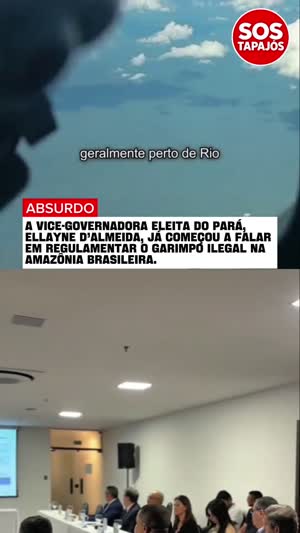 SOS
TAPAJÓS
geralmente perto de Rio
ABSURDO
A VICE-GOVERNADORA ELEITA DO PARÁ,
ELLAYNE D'ALMEIDA, JÁ COMEÇOU A FALAR
EM REGULAMENTAR O GARIMPO ILEGAL NA
AMAZÔNIA BRASILEIRA.